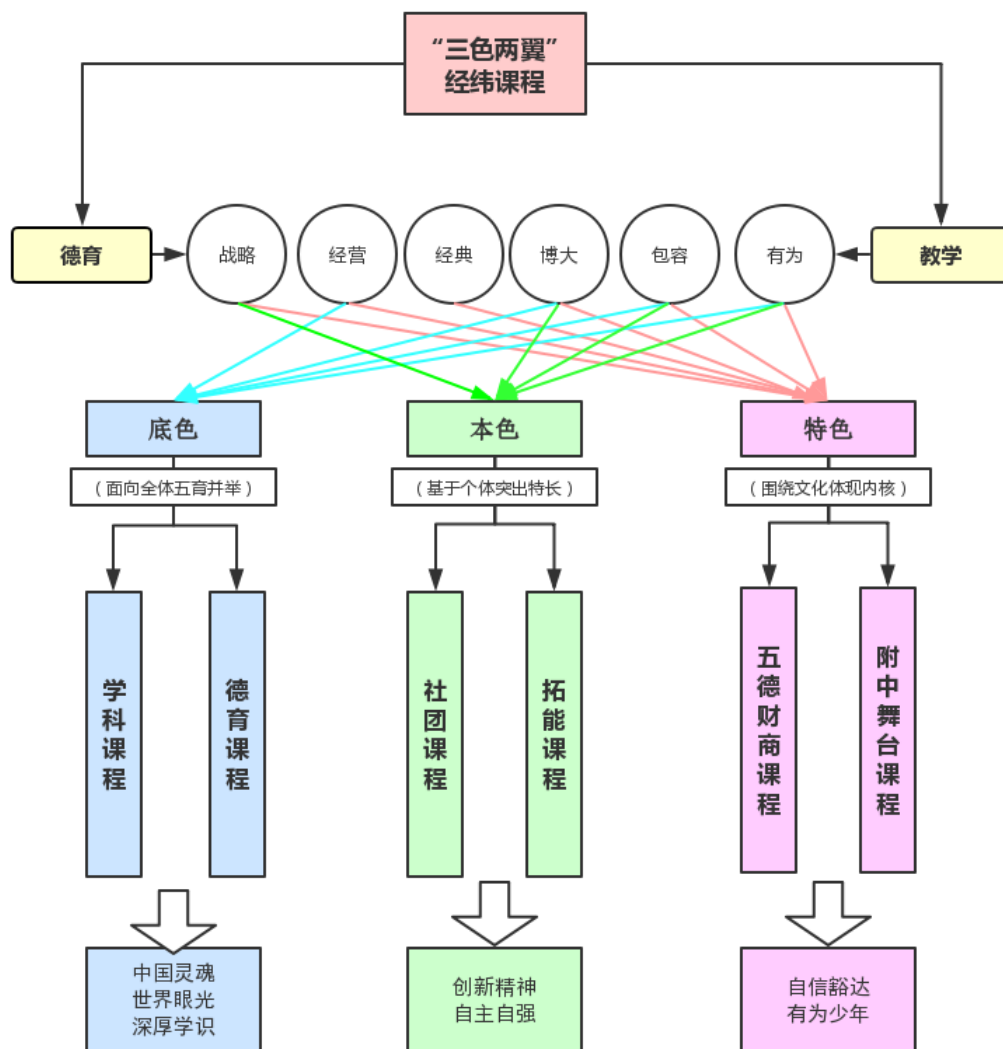 “三色两翼”
经纬课程
德育
战略
经营
经典
博大
包容
有为
教学
底色
本色
特色
（面向全体五育并举）
（基于个体突出特长）
（围绕文化体现内核）
学科课程
德育课程
社团课程
拓能课程
五德财商课程
附中舞台课程
中国灵魂
世界眼光
深厚学识
创新精神
自主自强
自信豁达
有为少年